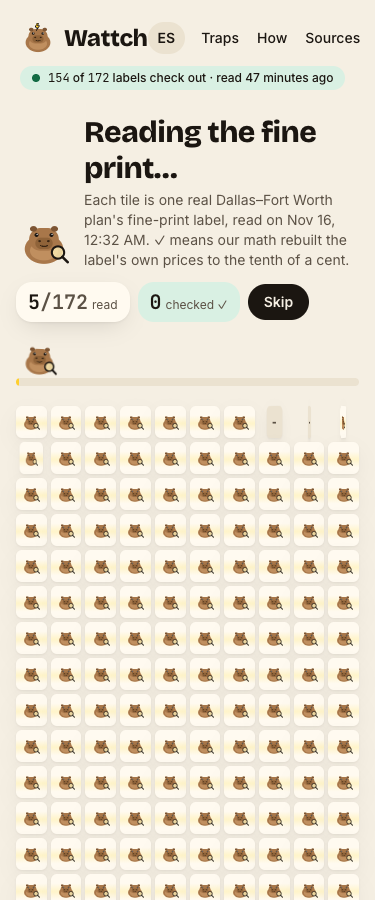 Wattch ES Traps How Sources
154 of 172 labels check out · read 47 minutes ago
Reading the fine
print…
Each tile is one real Dallas–Fort Worth
plan's fine-print label, read on Nov 16,
12:32 AM. ✓ means our math rebuilt the
label's own prices to the tenth of a cent.
5/172 read 0 checked ✓ Skip